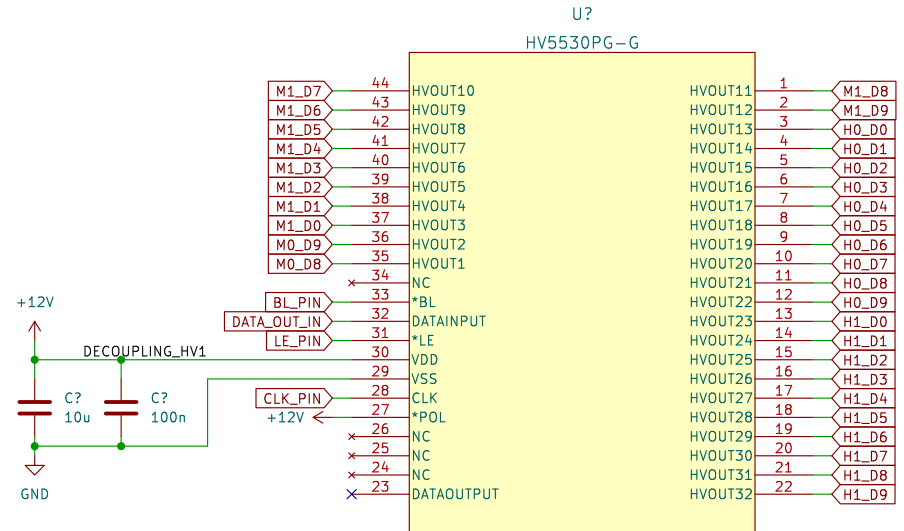 U?
HV5530PG-G
M1_D7 44 HVOUT10 HVOUT11 1 M1_D8
M1_D6 43 HVOUT9 HVOUT12 2 M1_D9
M1_D5 42 HVOUT8 HVOUT13 3 H0_D0
M1_D4 41 HVOUT7 HVOUT14 4 H0_D1
M1_D3 40 HVOUT6 HVOUT15 5 H0_D2
M1_D2 39 HVOUT5 HVOUT16 6 H0_D3
M1_D1 38 HVOUT4 HVOUT17 7 H0_D4
M1_D0 37 HVOUT3 HVOUT18 8 H0_D5
M0_D9 36 HVOUT2 HVOUT19 9 H0_D6
M0_D8 35 HVOUT1 HVOUT20 10 H0_D7
34 NC HVOUT21 11 H0_D8
+12V BL_PIN 33 *BL HVOUT22 12 H0_D9
DATA_OUT_IN 32 DATAINPUT HVOUT23 13 H1_D0
LE_PIN 31 *LE HVOUT24 14 H1_D1
DECOUPLING_HV1 30 VDD HVOUT25 15 H1_D2
29 VSS HVOUT26 16 H1_D3
C? C? CLK_PIN 28 CLK HVOUT27 17 H1_D4
10u 100n +12V 27 *POL HVOUT28 18 H1_D5
26 NC HVOUT29 19 H1_D6
25 NC HVOUT30 20 H1_D7
24 NC HVOUT31 21 H1_D8
GND 23 DATAOUTPUT HVOUT32 22 H1_D9